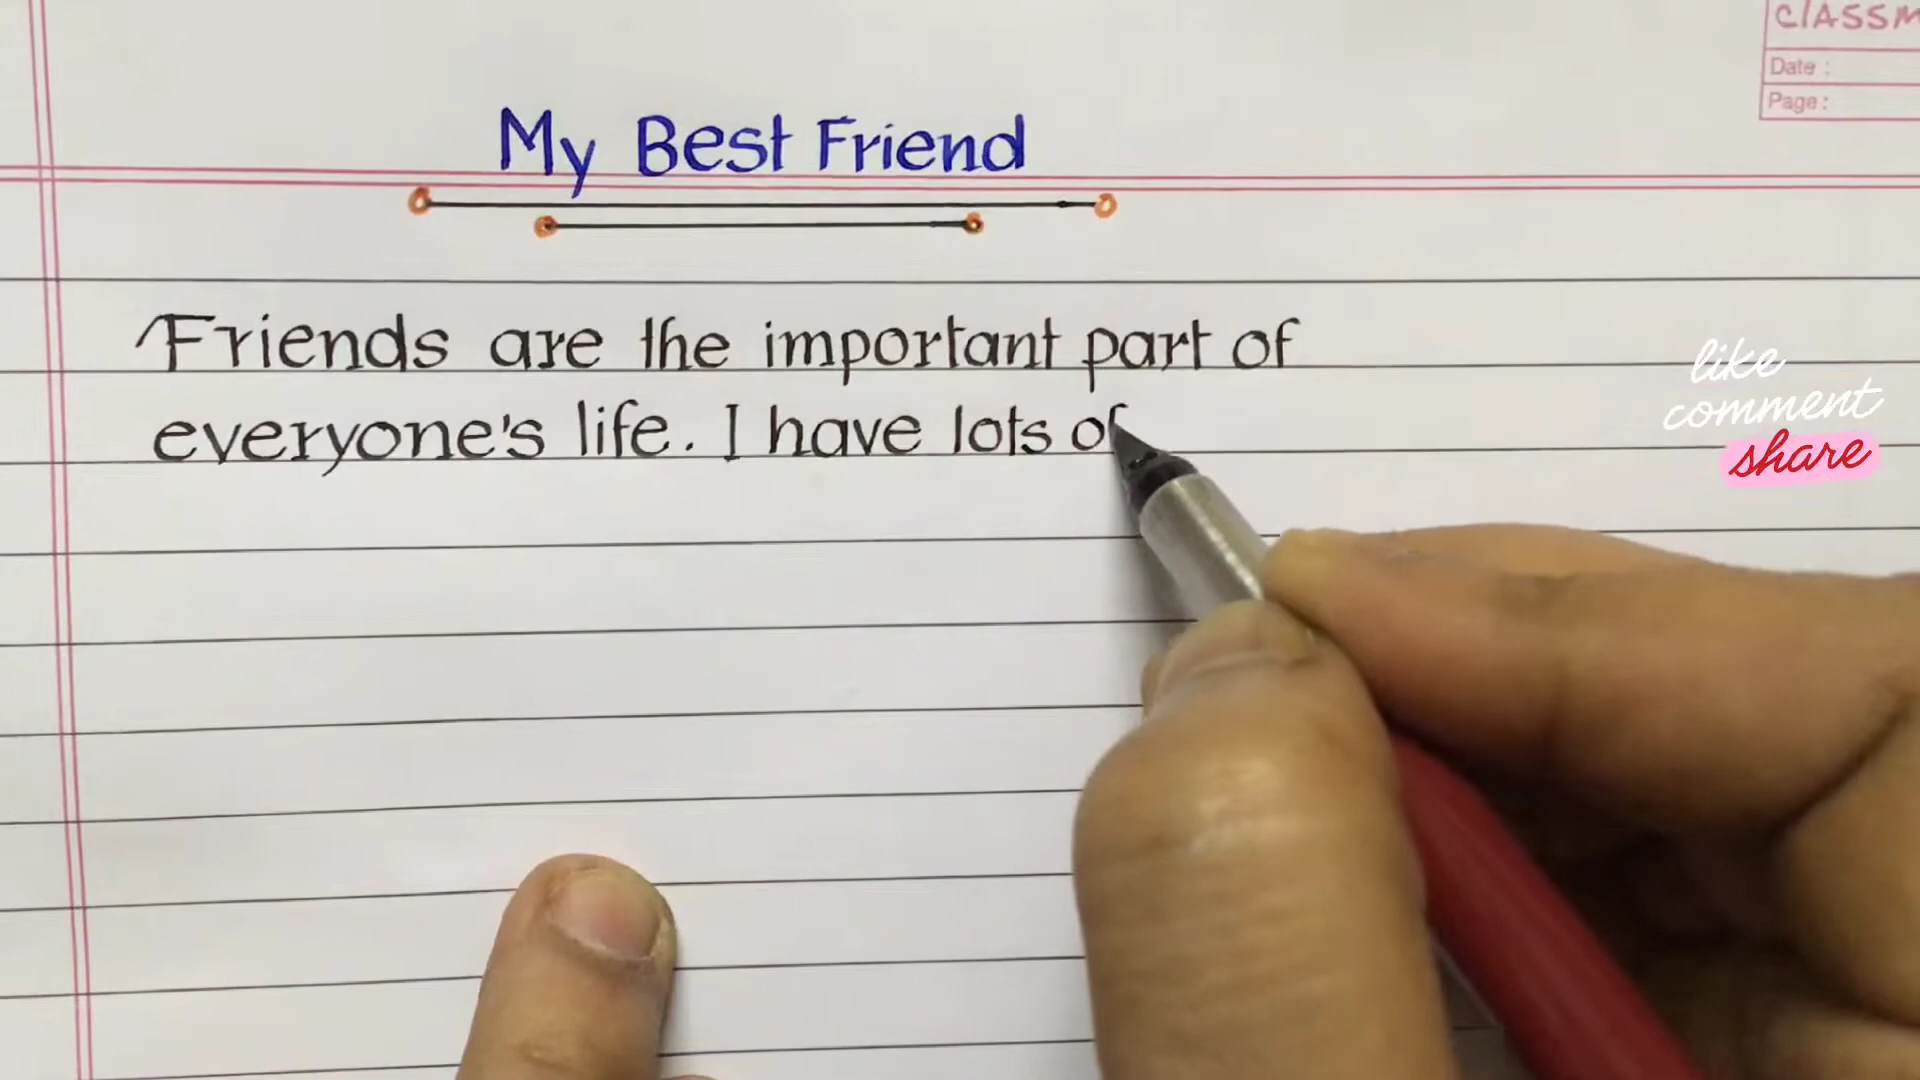 CLASSM
Date :
Page :
My Best Friend
Friends are the important part of
everyone's life. I have lots of
like
comment
share